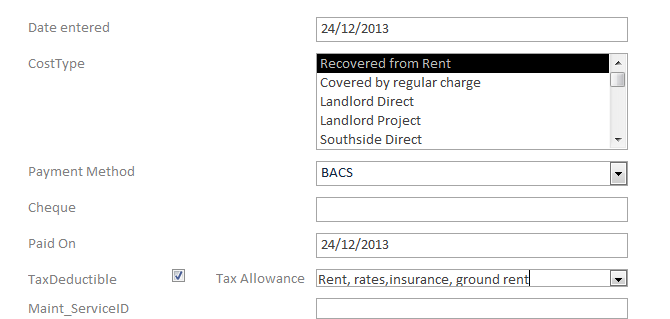 Date entered 24/12/2013
CostType Recovered from Rent
Covered by regular charge
Landlord Direct
Landlord Project
Southside Direct
Payment Method BACS
Cheque
Paid On 24/12/2013
TaxDeductible Tax Allowance Rent, rates,insurance, ground rent
Maint_ServiceID